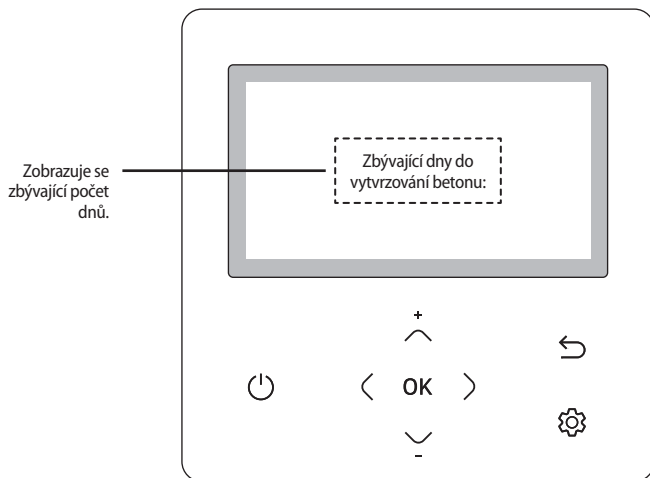 Zobrazuje se
zbývající počet
dnů.
Zbývající dny do
vytvrzování betonu:
+
OK
-